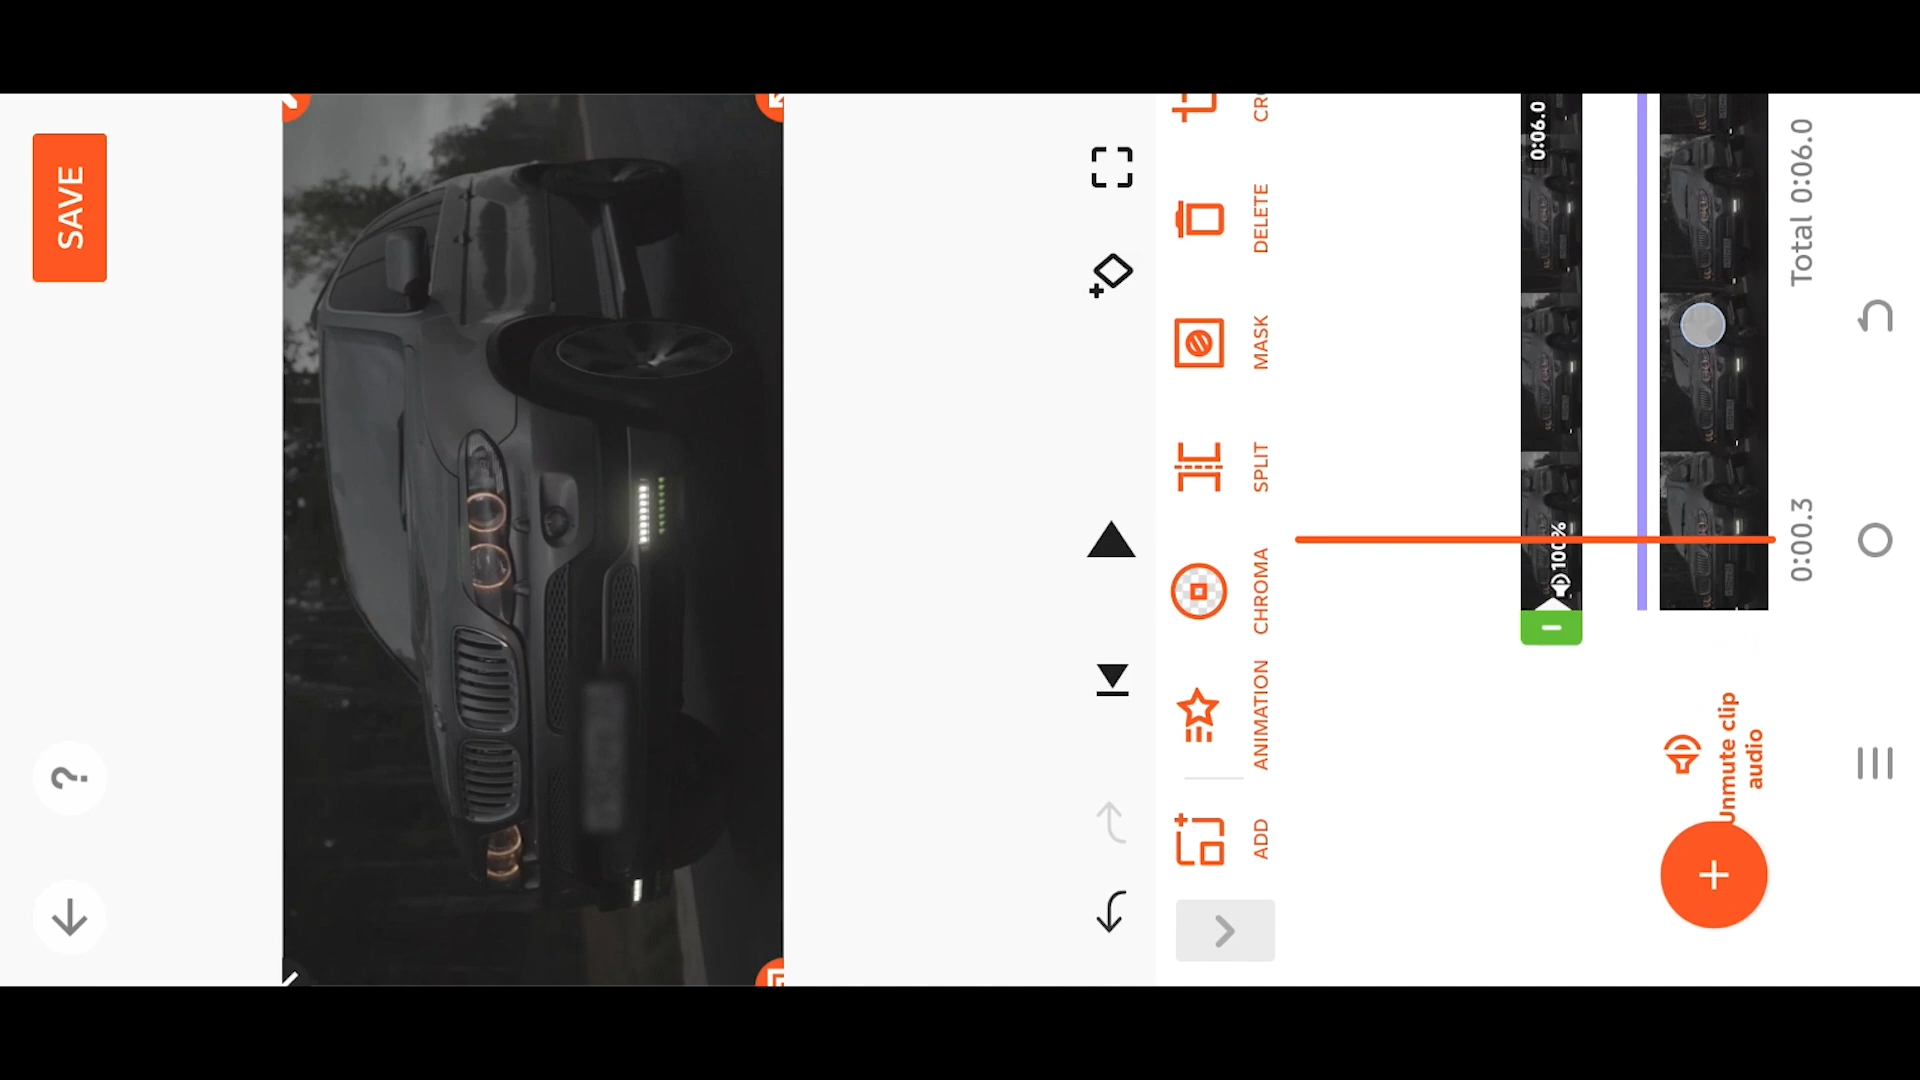 SAVE
?
ADD
ANIMATION
CHROMA
SPLIT
MASK
DELETE
CR
100%
0:06.0
Unmute clip
audio
0:00.3
Total 0:06.0